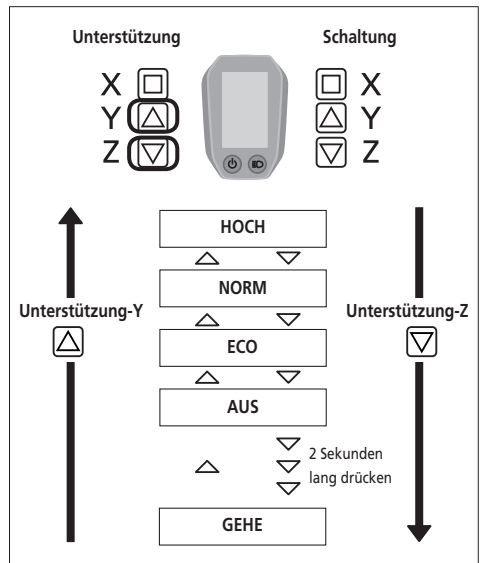 Unterstützung Schaltung
X X
Y Y
Z Z
HOCH
NORM
Unterstützung-Y Unterstützung-Z
ECO
AUS
2 Sekunden
lang drücken
GEHE